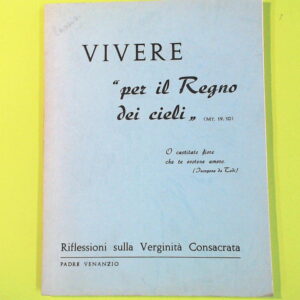 VIVERE
“per il Regno
dei cieli„ (MT. 19, 12)
O castitate fiore
che te sostene amore.
(Jacopone da Todi)
Riflessioni sulla Verginità Consacrata
PADRE VENANZIO